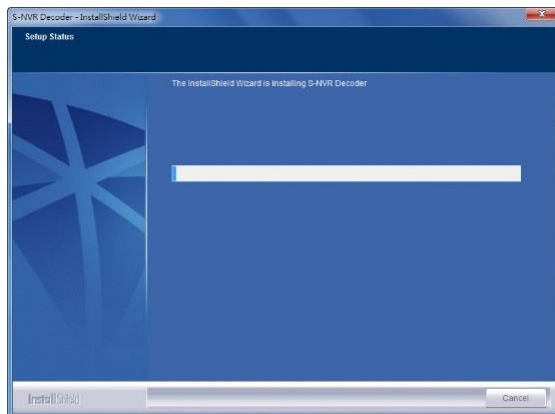 S-NVR Decoder - InstallShield Wizard
Setup Status
The InstallShield Wizard is installing S-NVR Decoder
InstallShield
Cancel